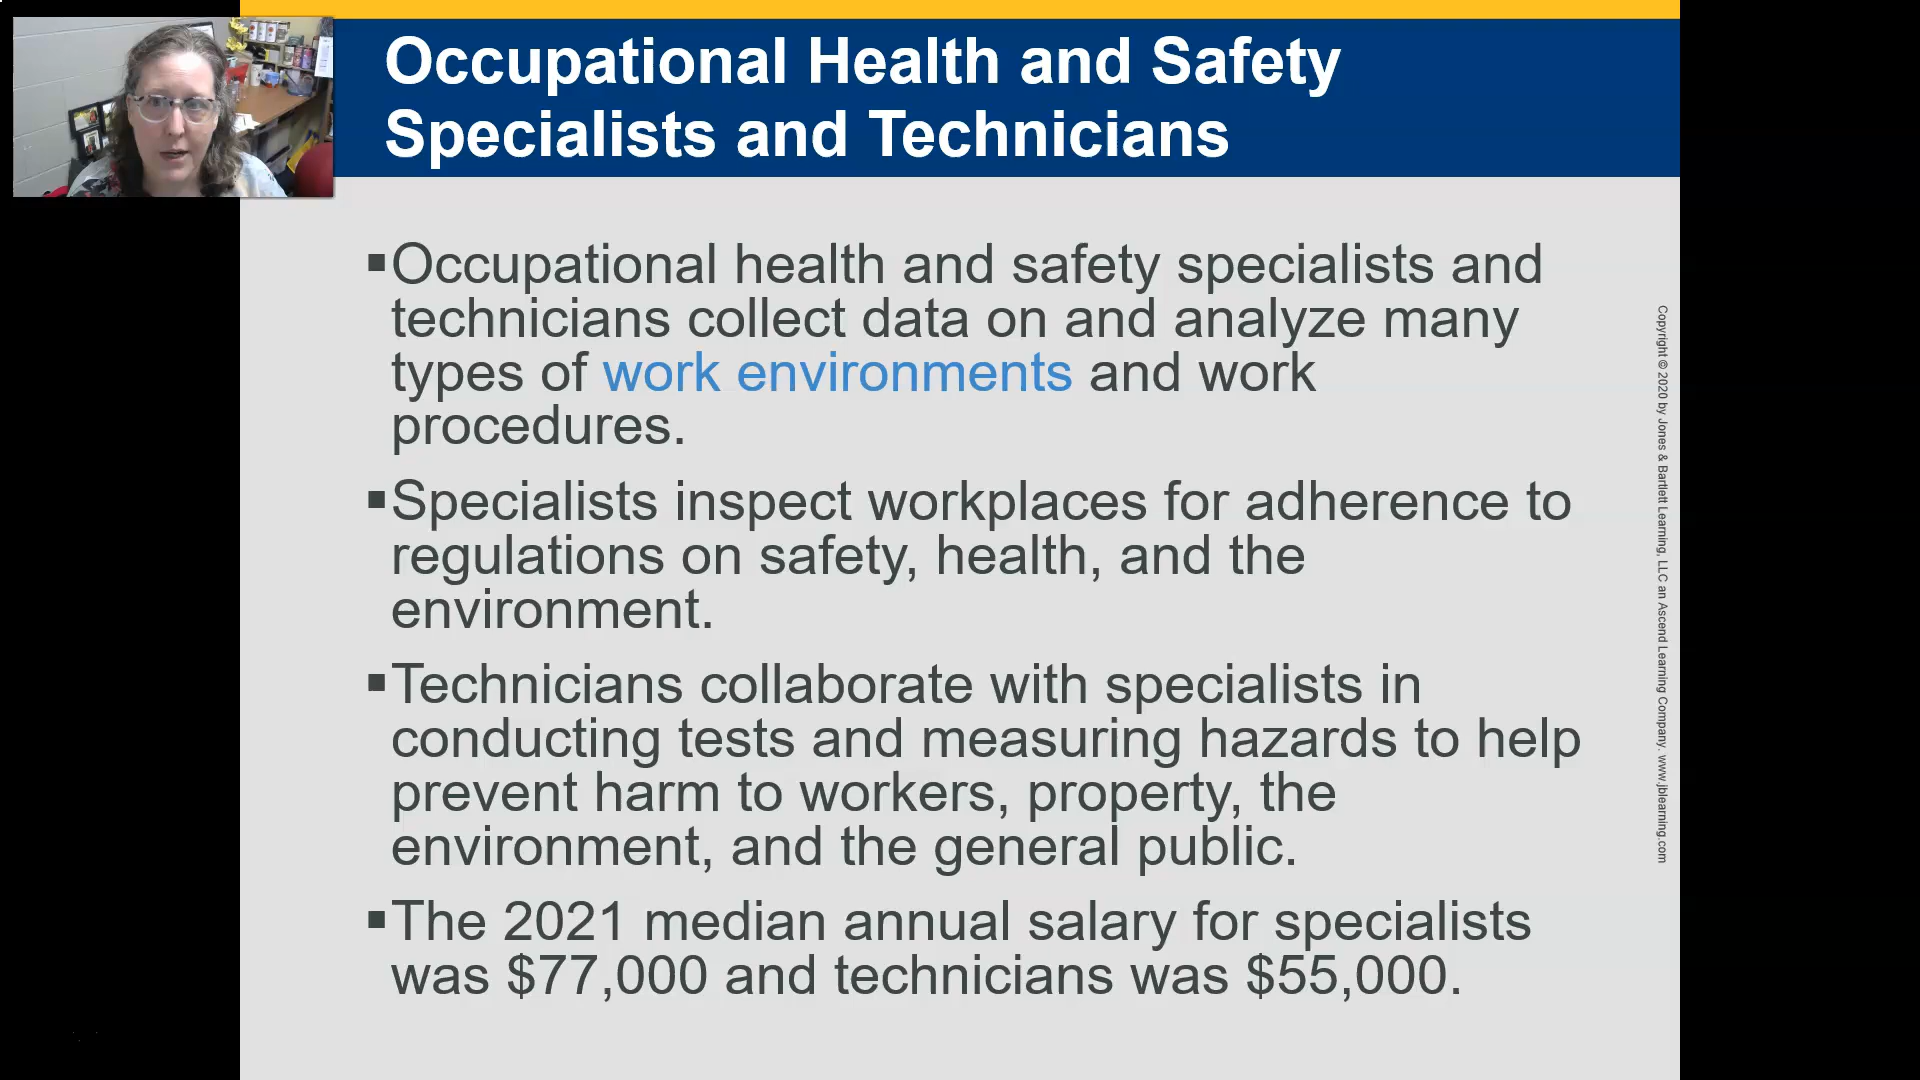 Occupational Health and Safety
Specialists and Technicians
▪Occupational health and safety specialists and
technicians collect data on and analyze many
types of work environments and work
procedures.
▪Specialists inspect workplaces for adherence to
regulations on safety, health, and the
environment.
▪Technicians collaborate with specialists in
conducting tests and measuring hazards to help
prevent harm to workers, property, the
environment, and the general public.
▪The 2021 median annual salary for specialists
was $77,000 and technicians was $55,000.
Copyright © 2020 by Jones & Bartlett Learning, LLC an Ascend Learning Company. www.jblearning.com